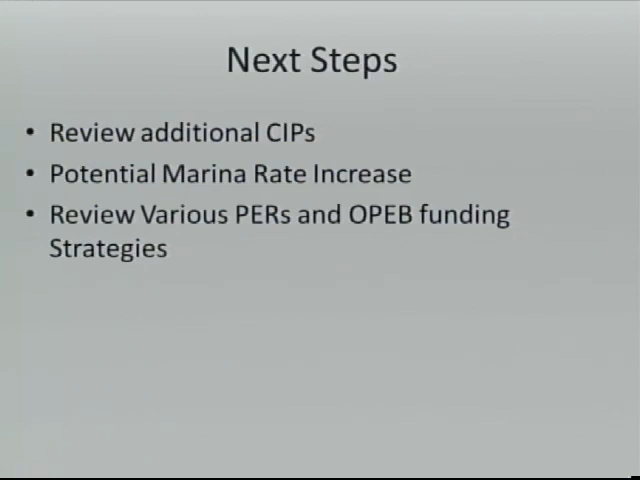 Next Steps
• Review additional CIPs
• Potential Marina Rate Increase
• Review Various PERs and OPEB funding
Strategies